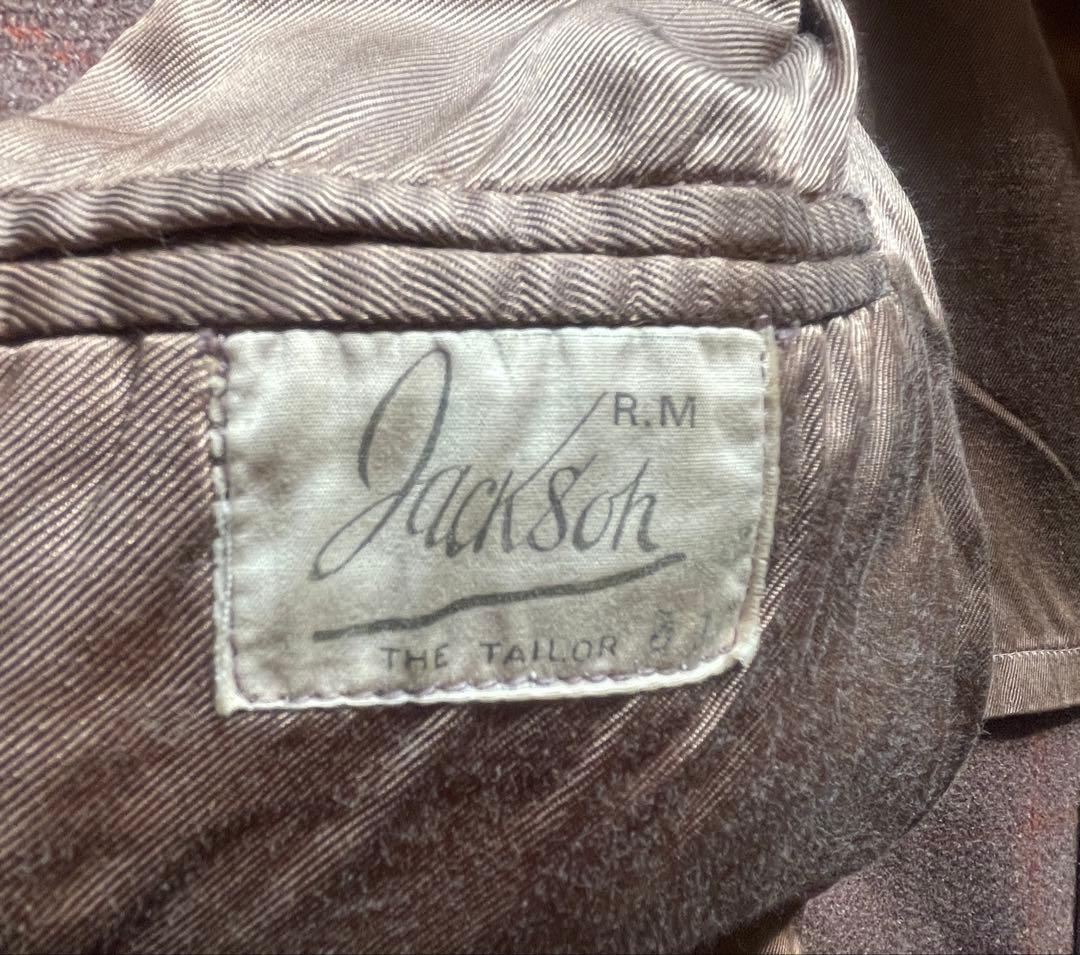 R.M
Jackson
THE TAILOR